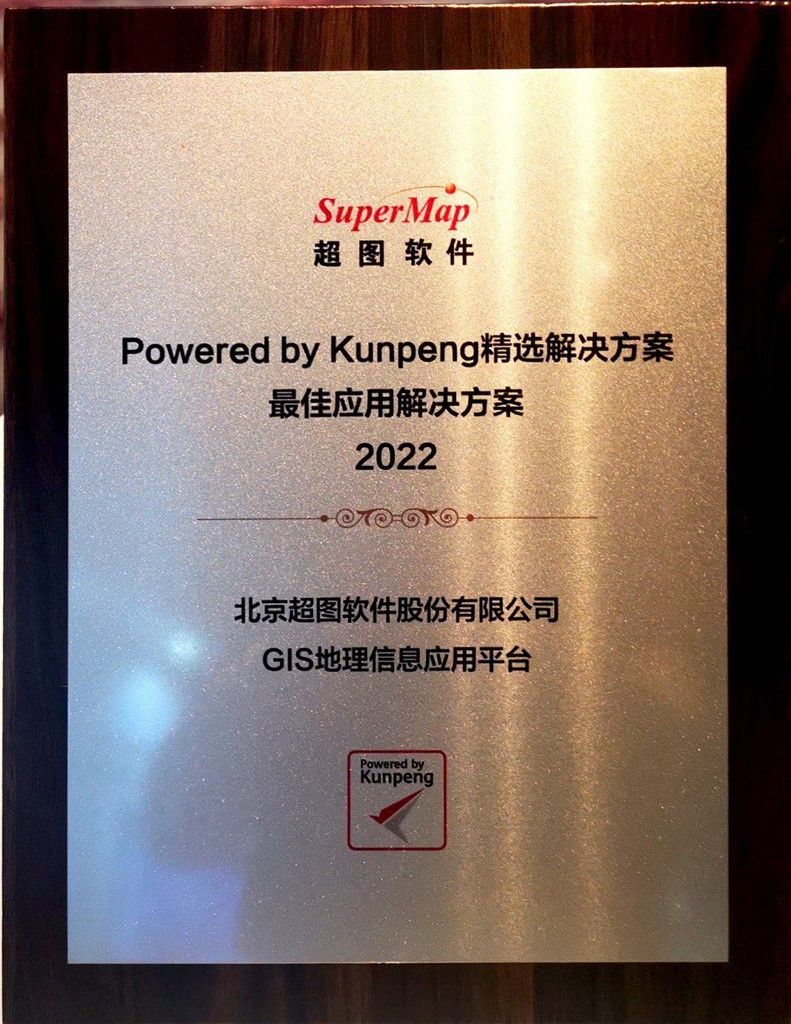 SuperMap
超图软件
Powered by Kunpeng精选解决方案
最佳应用解决方案
2022
北京超图软件股份有限公司
GIS地理信息应用平台
Powered by
Kunpeng